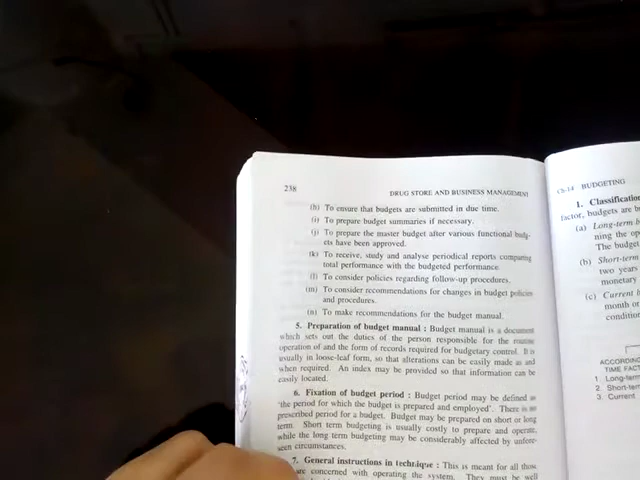 238
DRUG STORE AND BUSINESS MANAGEMENT
(h) To ensure that budgets are submitted in due time.
(i) To prepare budget summaries if necessary.
(j) To prepare the master budget after various functional budg-
ets have been approved.
(k) To receive, study and analyse periodical reports comparing
total performance with the budgeted performance.
(l) To consider policies regarding follow-up procedures.
(m) To consider recommendations for changes in budget policies
and procedures.
(n) To make recommendations for the budget manual.
5. Preparation of budget manual : Budget manual is a document
which sets out the duties of the person responsible for the routine
operation of and the form of records required for budgetary control. It is
usually in loose-leaf form, so that alterations can be easily made as and
when required. An index may be provided so that information can be
easily located.
6. Fixation of budget period : Budget period may be defined as
'the period for which the budget is prepared and employed'. There is no
prescribed period for a budget. Budget may be prepared on short or long
term. Short term budgeting is usually costly to prepare and operate,
while the long term budgeting may be considerably affected by unfore-
seen circumstances.
7. General instructions in technique : This is meant for all those
are concerned with operating the system. They must be well
Ch-14 BUDGETING
1. Classification
factor, budgets are
(a) Long-term
ning the
The budget
(b) Short-term
two years
monetary
(c) Current
month or
condition
ACCORDING
TIME FACT
1. Long-term
2. Short-term
3. Current